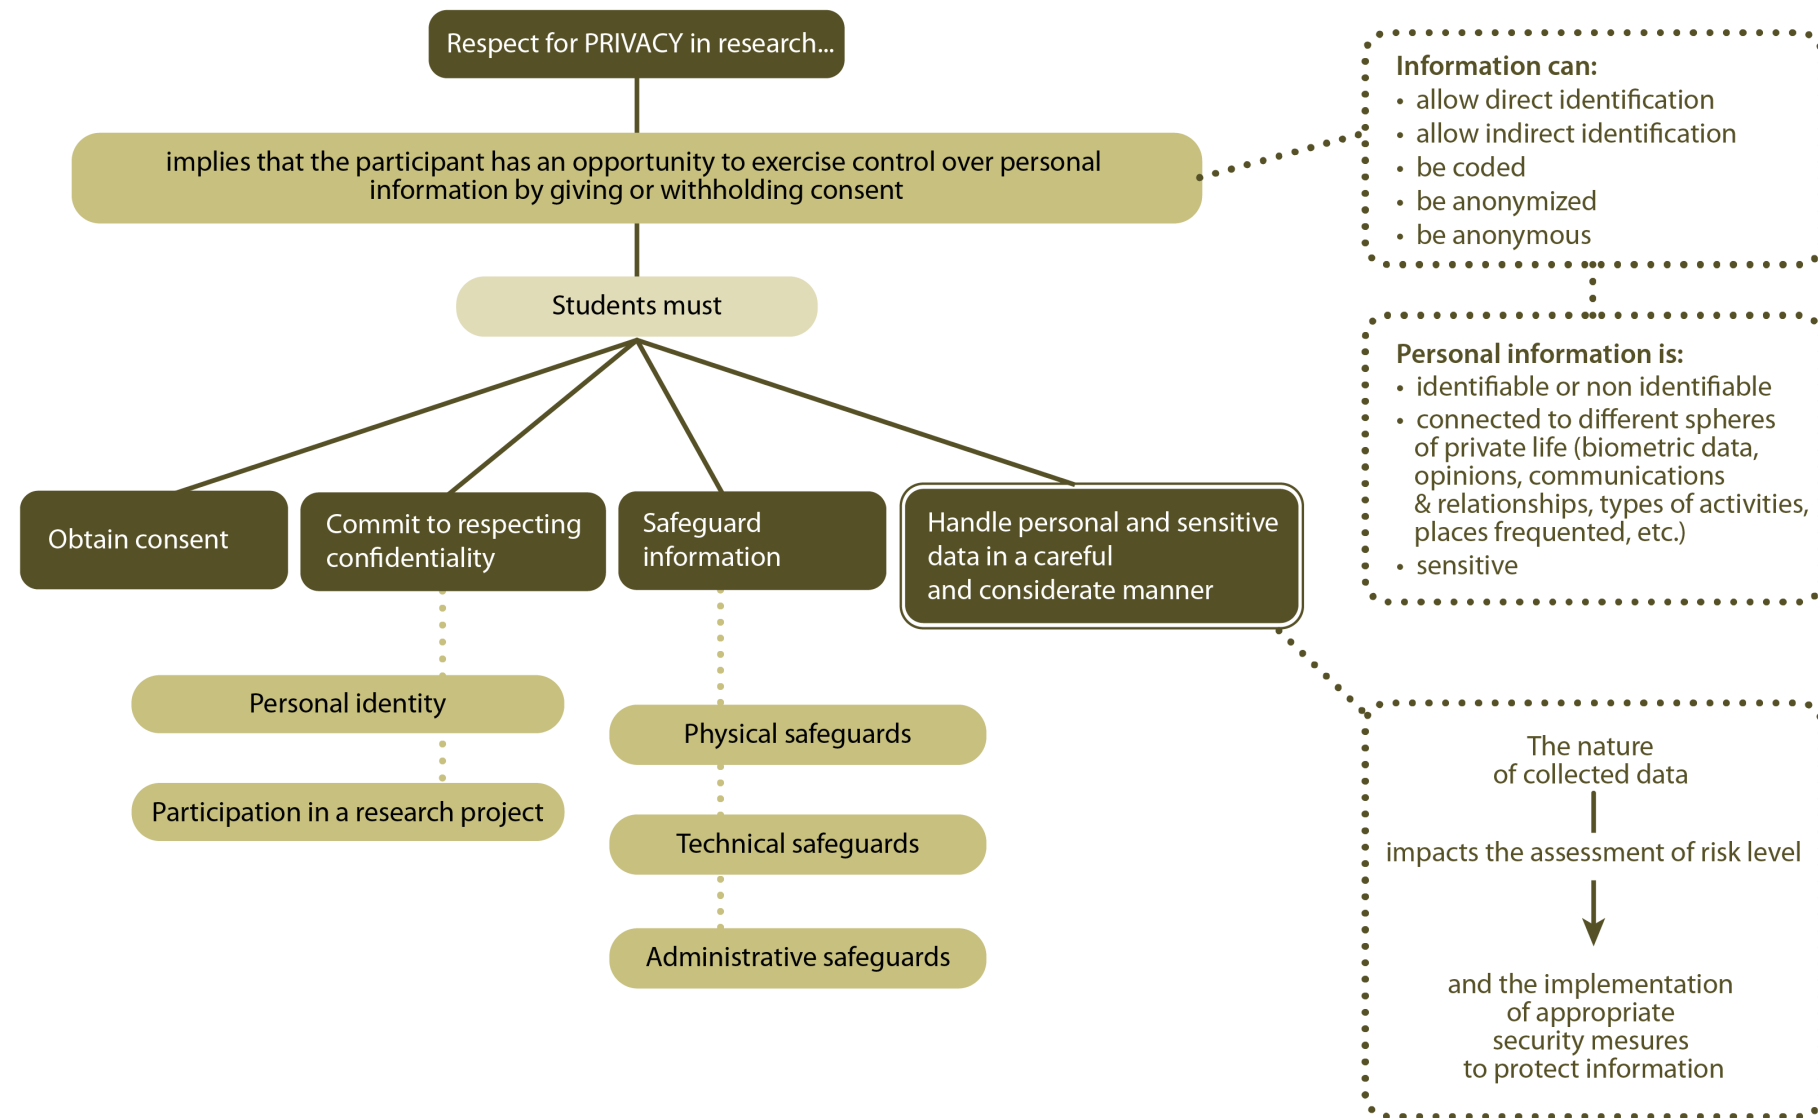 Respect for PRIVACY in research...
implies that the participant has an opportunity to exercise control over personal
information by giving or withholding consent
Students must
Obtain consent
Commit to respecting
confidentiality
Safeguard
information
Handle personal and sensitive
data in a careful
and considerate manner
Personal identity
Participation in a research project
Physical safeguards
Technical safeguards
Administrative safeguards
Information can:
• allow direct identification
• allow indirect identification
• be coded
• be anonymized
• be anonymous
Personal information is:
• identifiable or non identifiable
• connected to different spheres
of private life (biometric data,
opinions, communications
& relationships, types of activities,
places frequented, etc.)
• sensitive
The nature
of collected data
impacts the assessment of risk level
and the implementation
of appropriate
security mesures
to protect information